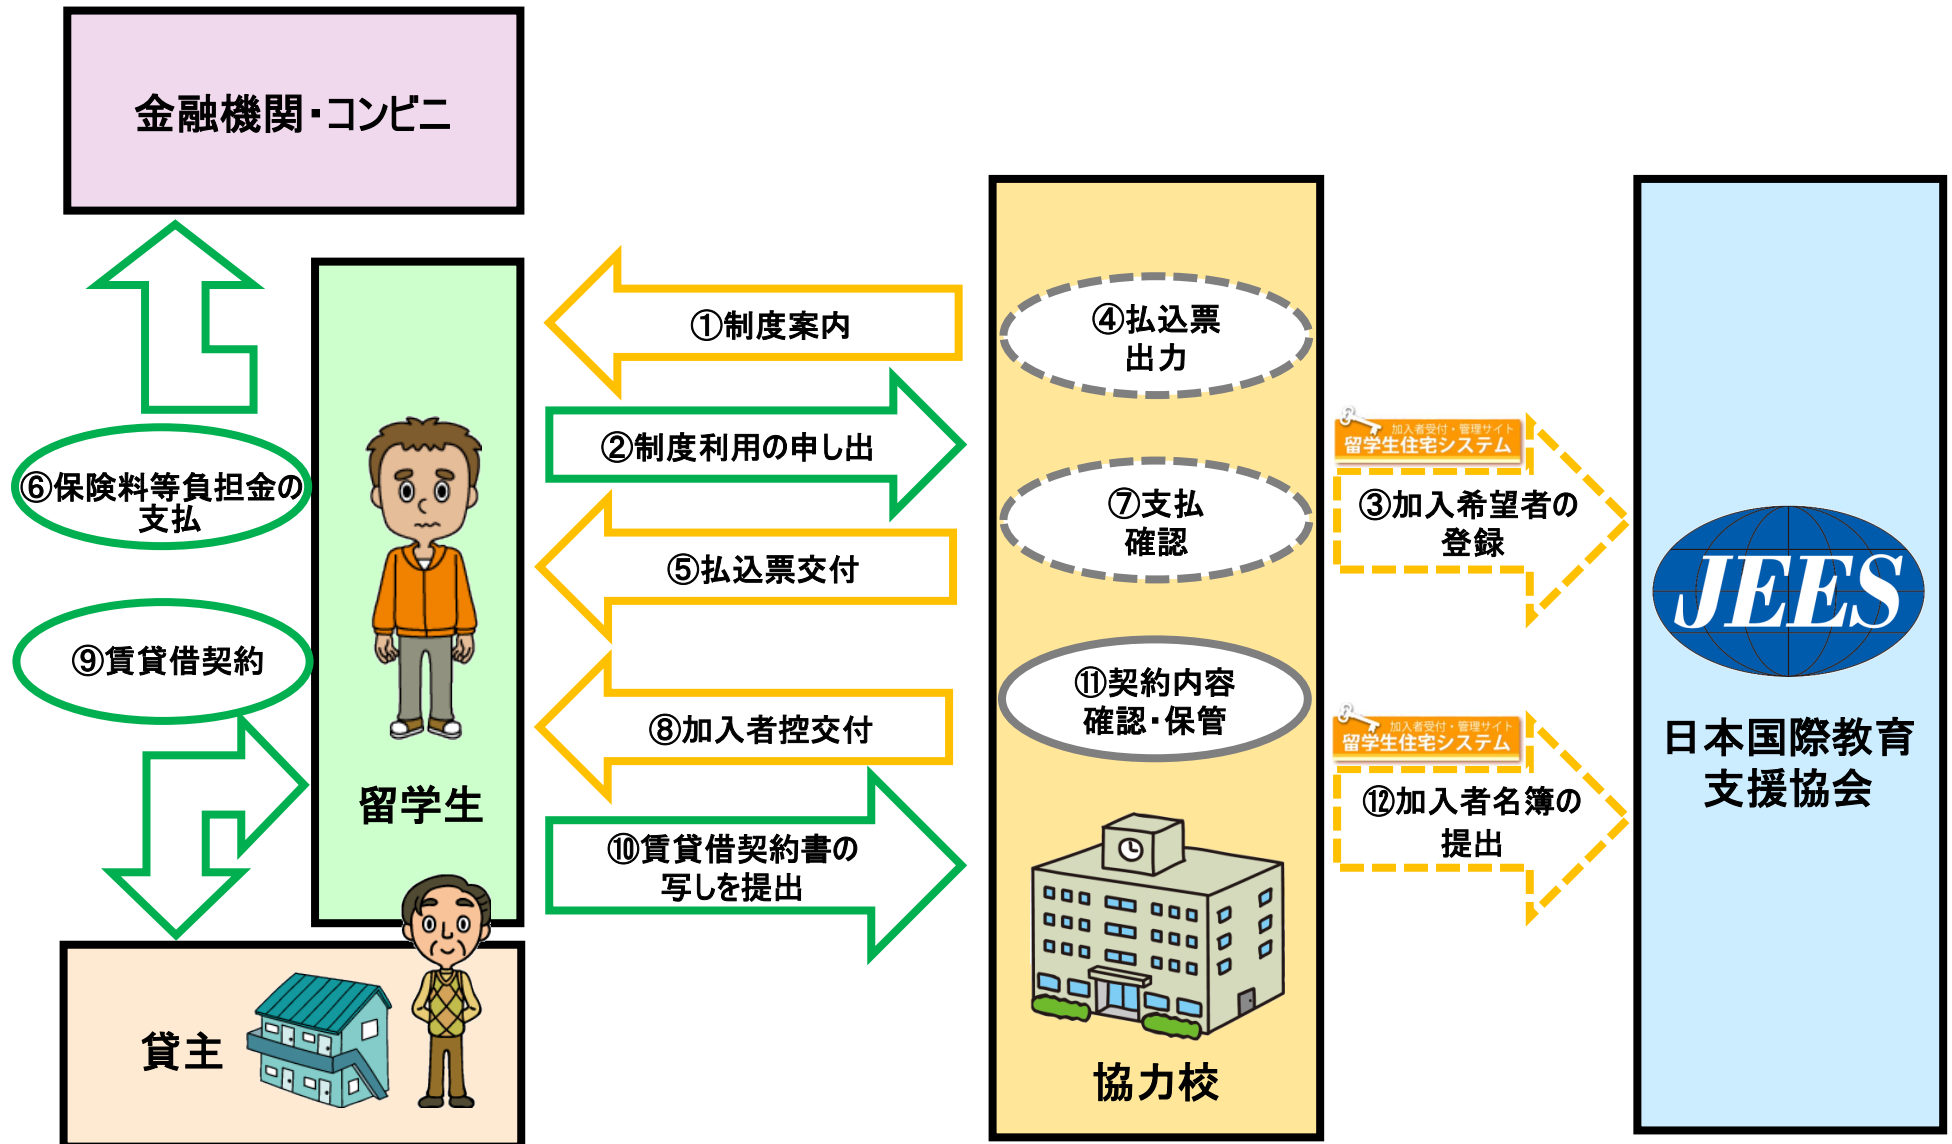 金融機関・コンビニ
①制度案内
②制度利用の申し出
⑤払込票交付
⑧加入者控交付
⑩賃貸借契約書の
写しを提出
⑥保険料等負担金の
支払
⑨賃貸借契約
留学生
貸主
④払込票
出力
⑦支払
確認
⑪契約内容
確認・保管
協力校
加入者受付・管理サイト
留学生住宅システム
③加入希望者の
登録
加入者受付・管理サイト
留学生住宅システム
⑫加入者名簿の
提出
JEES
日本国際教育
支援協会